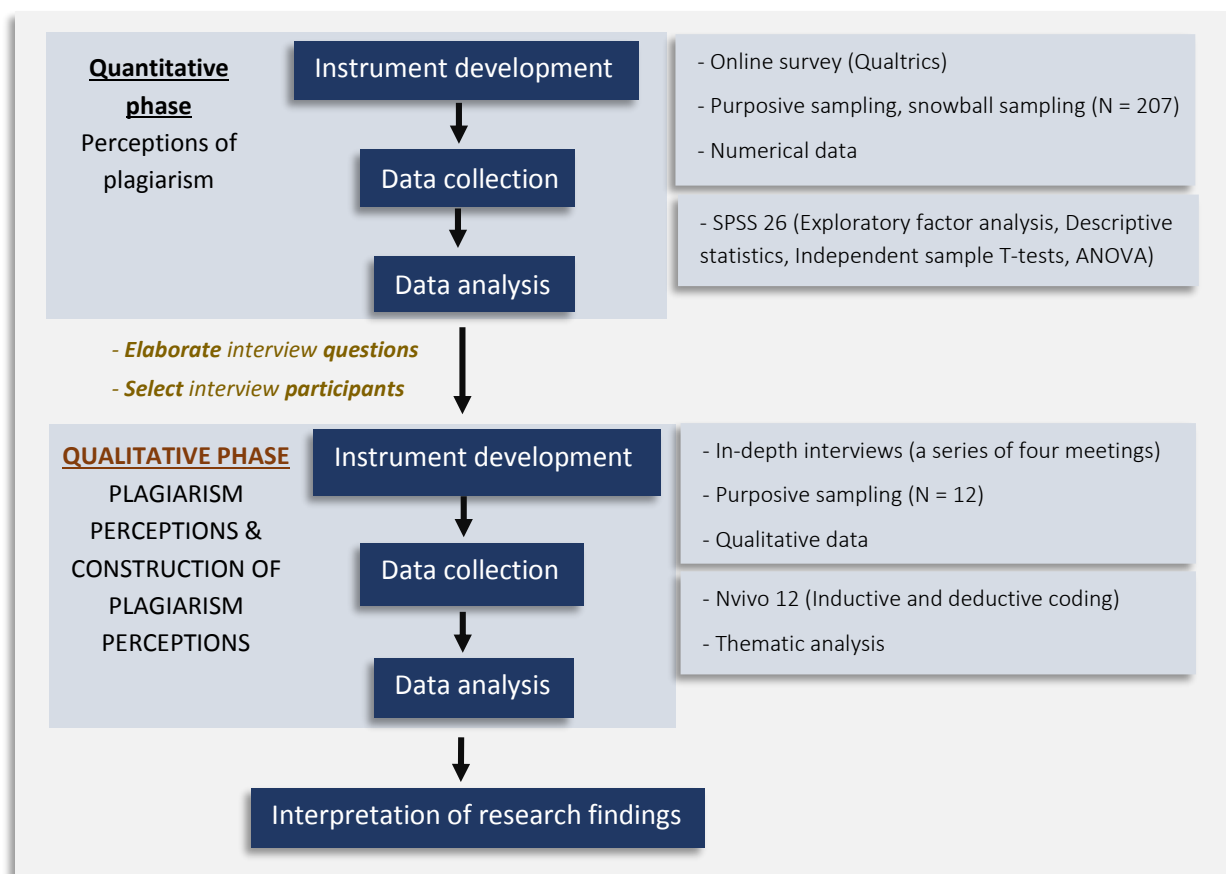 Quantitative
phase
Perceptions of
plagiarism
Instrument development
Data collection
Data analysis
- Online survey (Qualtrics)
- Purposive sampling, snowball sampling (N = 207)
- Numerical data
- SPSS 26 (Exploratory factor analysis, Descriptive
statistics, Independent sample T-tests, ANOVA)
- Elaborate interview questions
- Select interview participants
QUALITATIVE PHASE
PLAGIARISM
PERCEPTIONS &
CONSTRUCTION OF
PLAGIARISM
PERCEPTIONS
Instrument development
Data collection
Data analysis
- In-depth interviews (a series of four meetings)
- Purposive sampling (N = 12)
- Qualitative data
- Nvivo 12 (Inductive and deductive coding)
- Thematic analysis
Interpretation of research findings